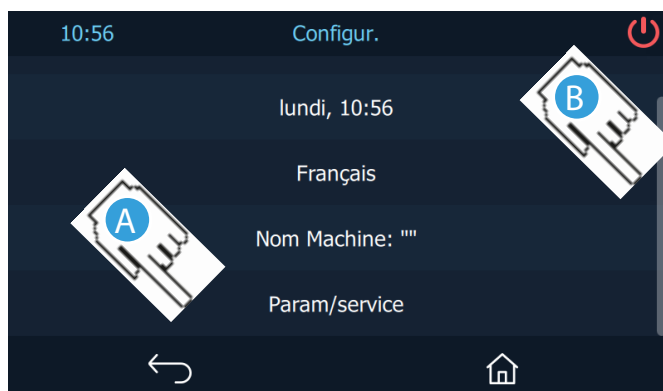 10:56 Configur.
B
lundi, 10:56
Français
A
Nom Machine: ""
Param/service